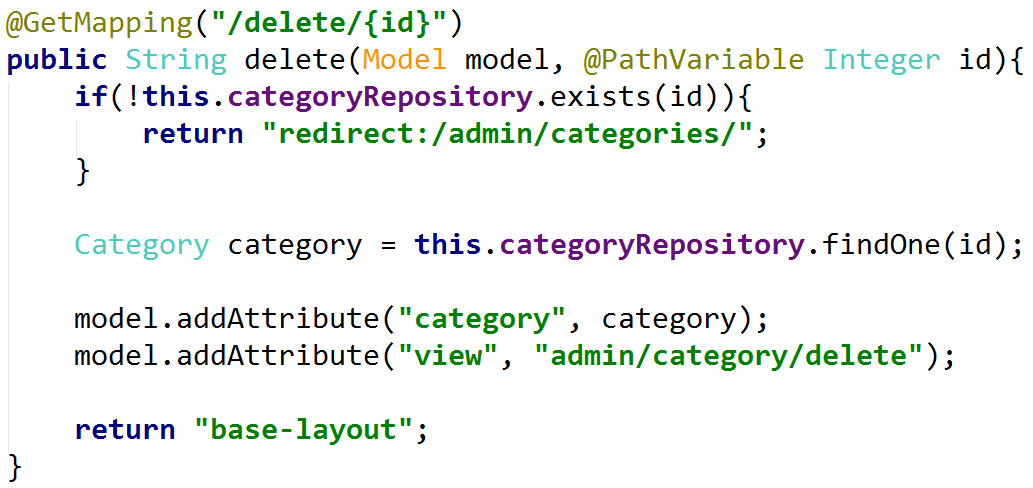 @GetMapping("/delete/{id}")
public String delete(Model model, @PathVariable Integer id){
    if(!this.categoryRepository.exists(id)){
        return "redirect:/admin/categories/";
    }

    Category category = this.categoryRepository.findOne(id);

    model.addAttribute("category", category);
    model.addAttribute("view", "admin/category/delete");

    return "base-layout";
}